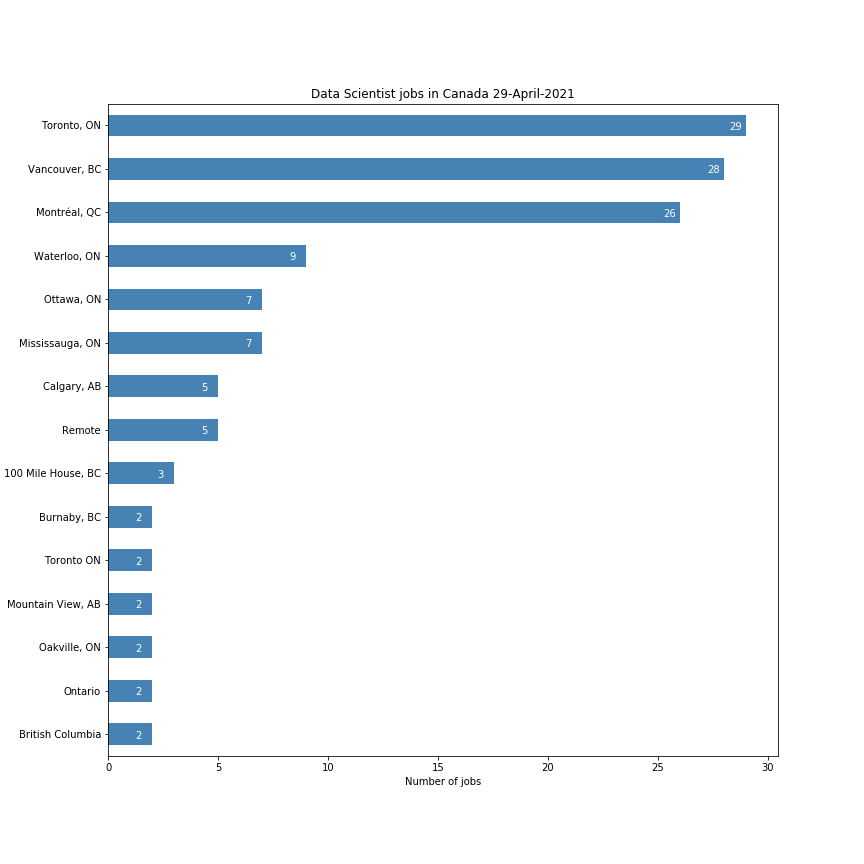 Data Scientist jobs in Canada 29-April-2021
Toronto, ON 29
Vancouver, BC 28
Montréal, QC 26
Waterloo, ON 9
Ottawa, ON 7
Mississauga, ON 7
Calgary, AB 5
Remote 5
100 Mile House, BC 3
Burnaby, BC 2
Toronto ON 2
Mountain View, AB 2
Oakville, ON 2
Ontario 2
British Columbia 2
0 5 10 15 20 25 30
Number of jobs